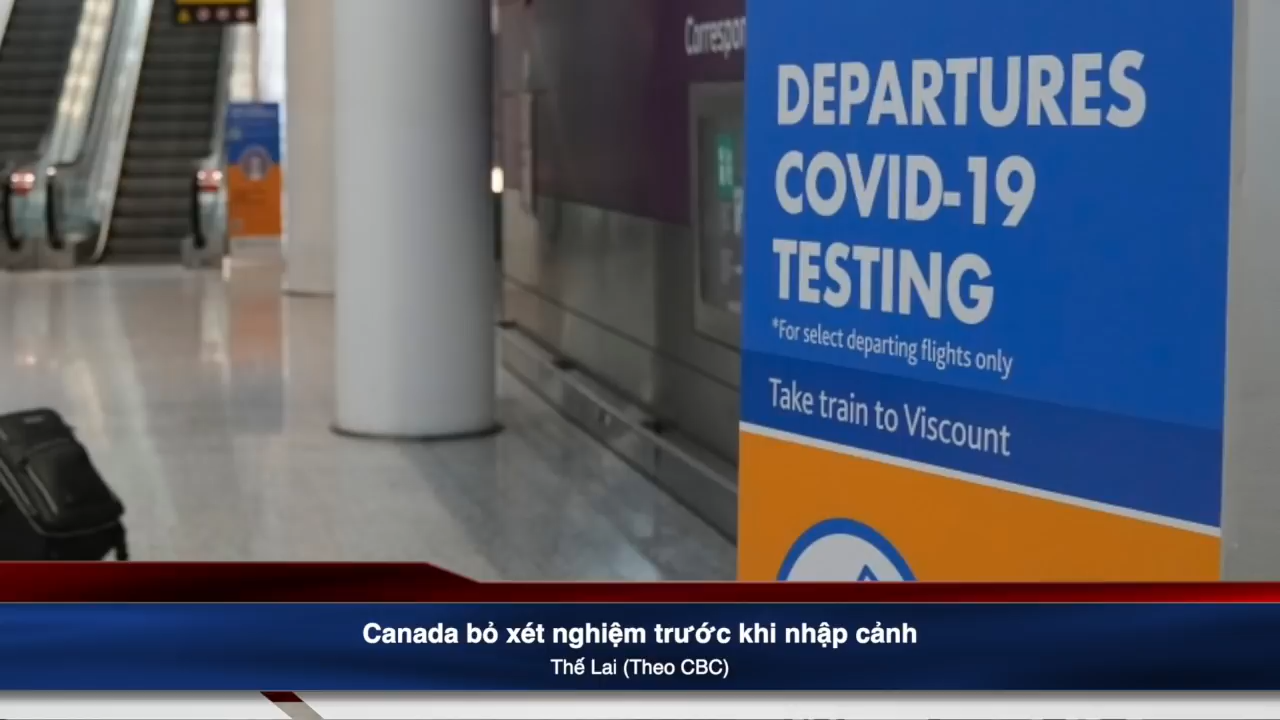 DEPARTURES
COVID-19
TESTING
*For select departing flights only
Take train to Viscount
Canada bỏ xét nghiệm trước khi nhập cảnh
Thế Lai (Theo CBC)